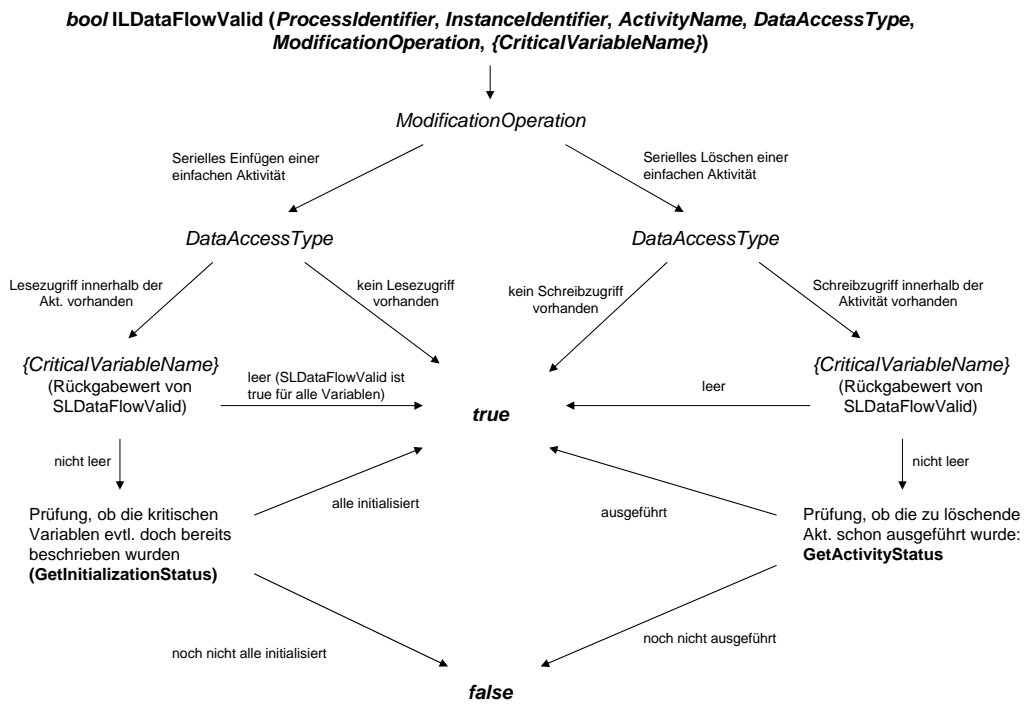 bool ILDataFlowValid (ProcessIdentifier, InstanceIdentifier, ActivityName, DataAccessType,
ModificationOperation, {CriticalVariableName})
ModificationOperation
Serielles Einfügen einer
einfachen Aktivität
Serielles Löschen einer
einfachen Aktivität
DataAccessType
DataAccessType
Lesezugriff innerhalb der
Akt. vorhanden
kein Lesezugriff
vorhanden
kein Schreibzugriff
vorhanden
Schreibzugriff innerhalb der
Aktivität vorhanden
{CriticalVariableName}
(Rückgabewert von
SLDataFlowValid)
leer (SLDataFlowValid ist
true für alle Variablen)
true
leer
{CriticalVariableName}
(Rückgabewert von
SLDataFlowValid)
nicht leer
nicht leer
Prüfung, ob die kritischen
Variablen evtl. doch bereits
beschrieben wurden
(GetInitializationStatus)
alle initialisiert
ausgeführt
Prüfung, ob die zu löschende
Akt. schon ausgeführt wurde:
GetActivityStatus
noch nicht alle initialisiert
noch nicht ausgeführt
false